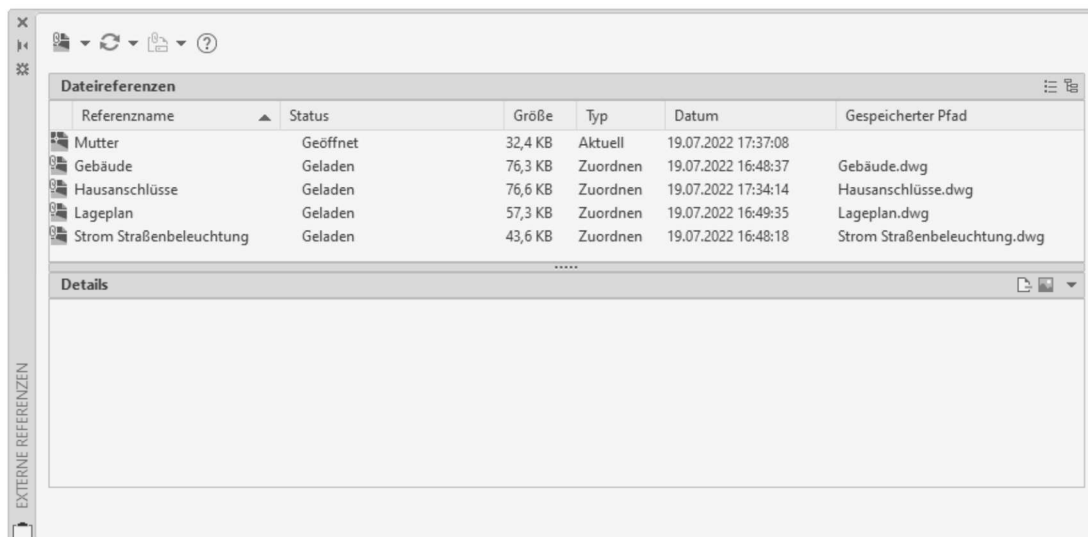 Dateireferenzen
Referenzname Status Größe Typ Datum Gespeicherter Pfad
Mutter Geöffnet 32,4 KB Aktuell 19.07.2022 17:37:08
Gebäude Geladen 76,3 KB Zuordnen 19.07.2022 16:48:37 Gebäude.dwg
Hausanschlüsse Geladen 76,6 KB Zuordnen 19.07.2022 17:34:14 Hausanschlüsse.dwg
Lageplan Geladen 57,3 KB Zuordnen 19.07.2022 16:49:35 Lageplan.dwg
Strom Straßenbeleuchtung Geladen 43,6 KB Zuordnen 19.07.2022 16:48:18 Strom Straßenbeleuchtung.dwg
Details
EXTERNE REFERENZEN